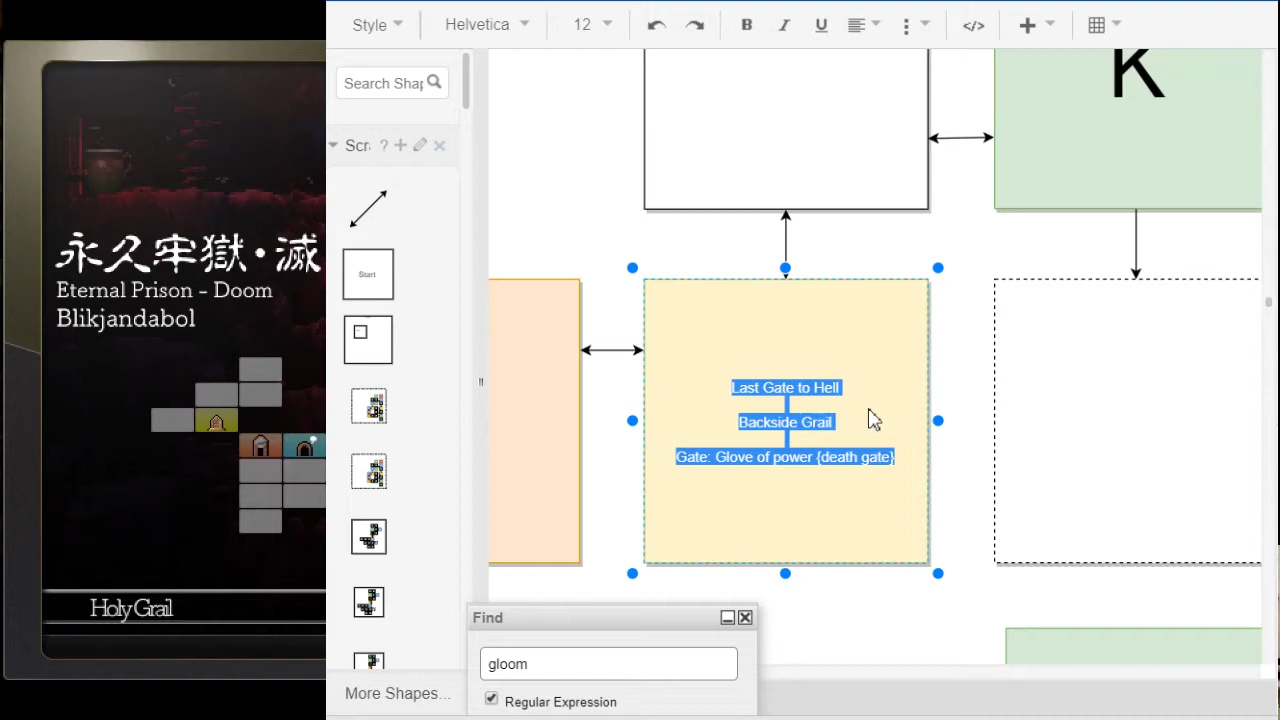 Style
Helvetica
12
B
I
U
Search Shap
Scr
?
Start
More Shapes...
永久牢獄・滅
Eternal Prison - Doom
Blikjandabol
Holy Grail
K
Last Gate to Hell
Backside Grail
Gate: Glove of power {death gate}
Find
gloom
Regular Expression